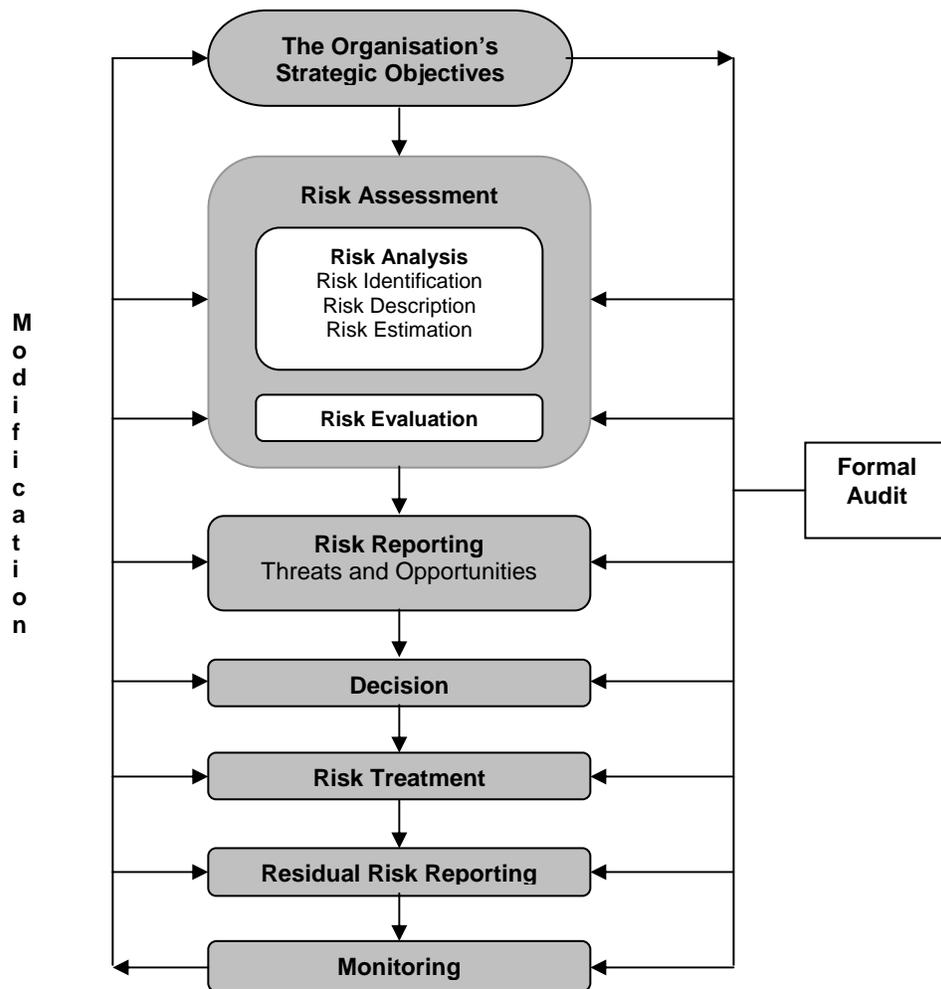 The Organisation's
Strategic Objectives
Risk Assessment
Risk Analysis
Risk Identification
Risk Description
Risk Estimation
Risk Evaluation
Modification
Formal
Audit
Risk Reporting
Threats and Opportunities
Decision
Risk Treatment
Residual Risk Reporting
Monitoring